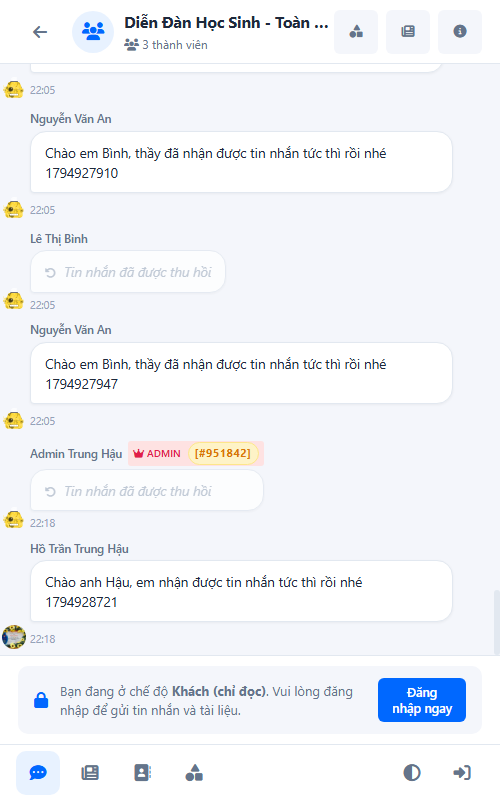 Diễn Đàn Học Sinh - Toàn ...
3 thành viên
22:05
Nguyễn Văn An
Chào em Bình, thầy đã nhận được tin nhắn tức thì rồi nhé
1794927910
22:05
Lê Thị Bình
Tin nhắn đã được thu hồi
22:05
Nguyễn Văn An
Chào em Bình, thầy đã nhận được tin nhắn tức thì rồi nhé
1794927947
22:05
Admin Trung Hậu ADMIN [#951842]
Tin nhắn đã được thu hồi
22:18
Hồ Trần Trung Hậu
Chào anh Hậu, em nhận được tin nhắn tức thì rồi nhé
1794928721
22:18
Bạn đang ở chế độ Khách (chỉ đọc). Vui lòng đăng
nhập để gửi tin nhắn và tài liệu.
Đăng
nhập ngay